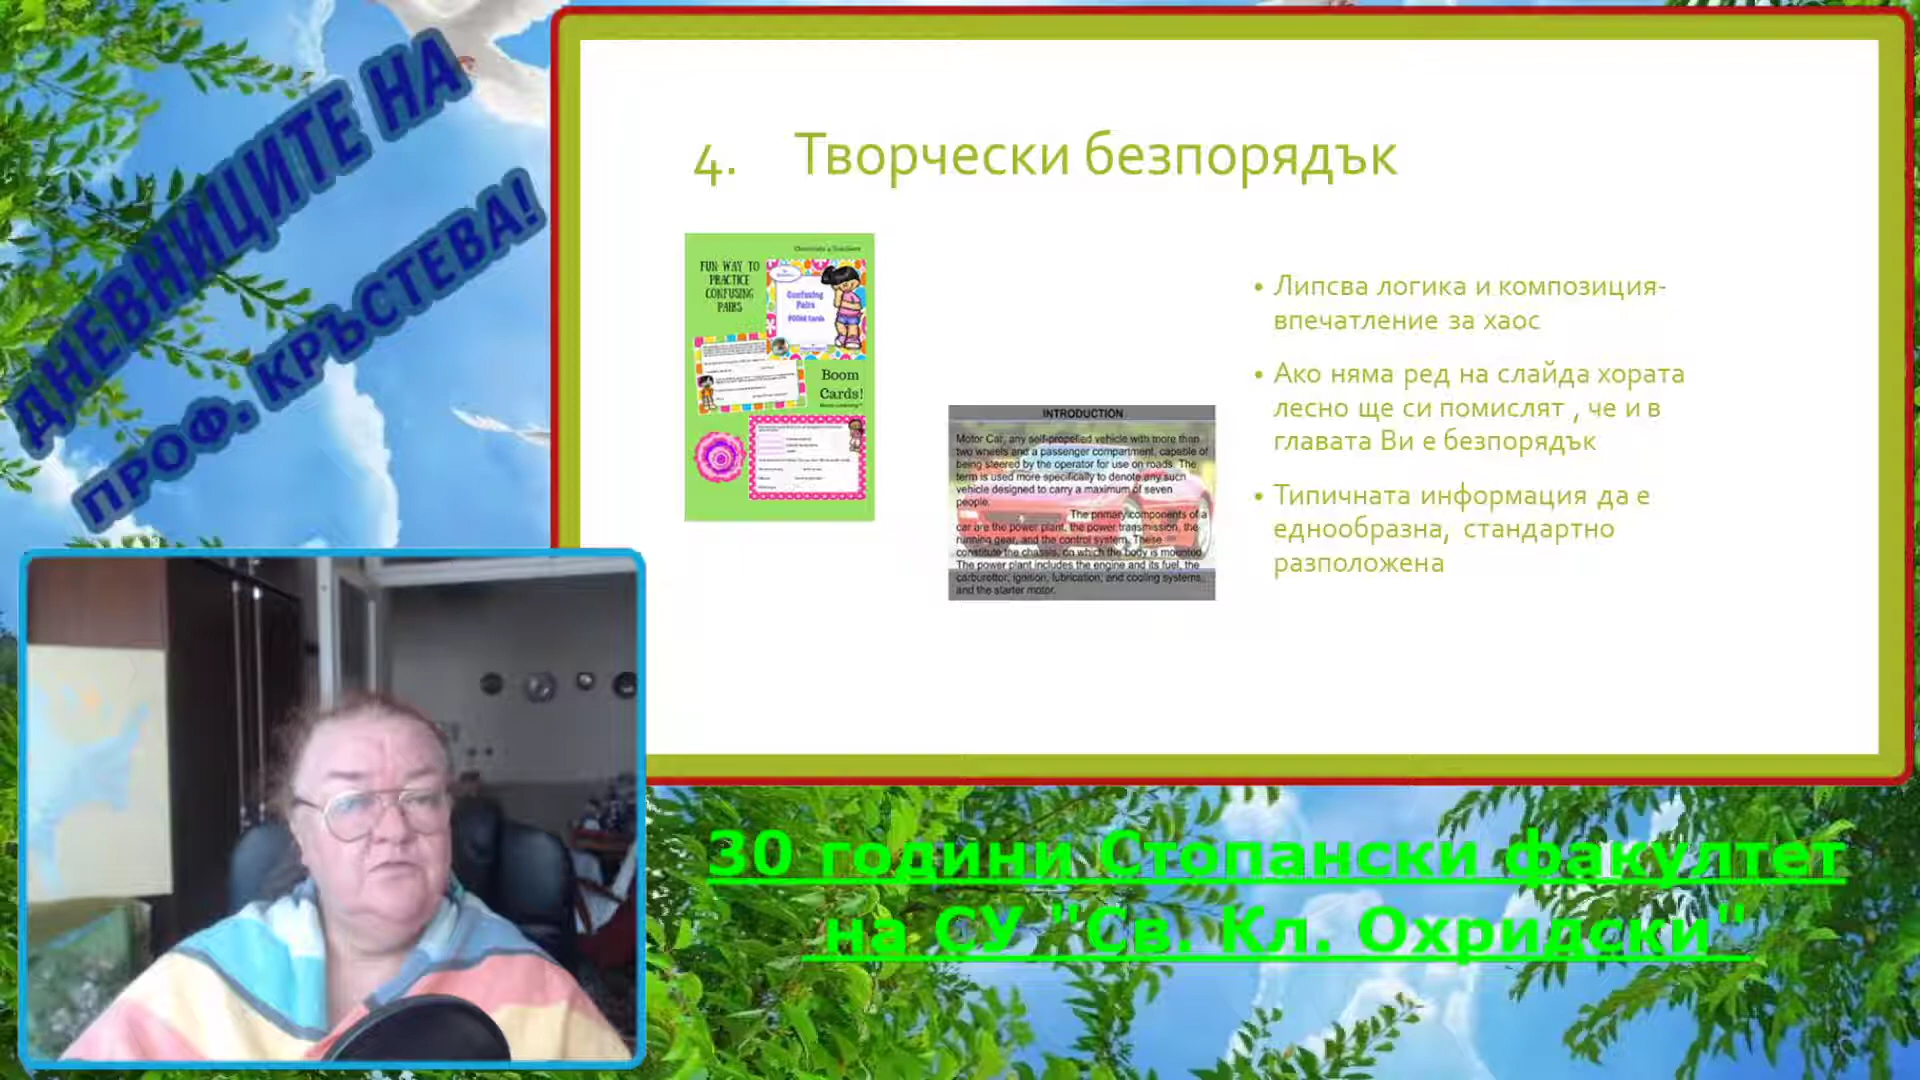 ДНЕВНИЦИТЕ НА
ПРОФ. КРЪСТЕВА!
4. Творчески безпорядък
FUN WAY TO
PRACTICE
CONFUSING
PAIRS
Confusing
Pairs
BOOM Cards
Boom
Cards!
INTRODUCTION
Motor Car, any self-propelled vehicle with more than
two wheels and a passenger compartment, capable of
being steered by the operator for use on roads. The
term is used more specifically to denote any such
vehicle designed to carry a maximum of seven
people.
The primary components of a
car are the power plant, the power transmission, the
running gear, and the control system. These
constitute the chassis, on which the body is mounted.
The power plant includes the engine and its fuel, the
carburettor, ignition, lubrication, and cooling systems,
and the starter motor.
• Липсва логика и композиция-
впечатление за хаос
• Ако няма ред на слайда хората
лесно ще си помислят , че и в
главата Ви е безпорядък
• Типичната информация да е
еднообразна, стандартно
разположена
30 години Стопански факултет
на СУ "Св. Кл. Охридски"